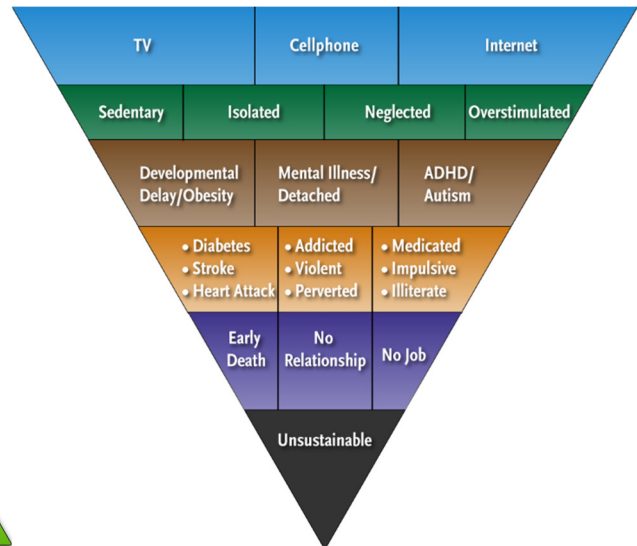 TV
Cellphone
Internet
Sedentary
Isolated
Neglected
Overstimulated
Developmental
Delay/Obesity
Mental Illness/
Detached
ADHD/
Autism
• Diabetes
• Stroke
• Heart Attack
• Addicted
• Violent
• Perverted
• Medicated
• Impulsive
• Illiterate
Early
Death
No
Relationship
No Job
Unsustainable